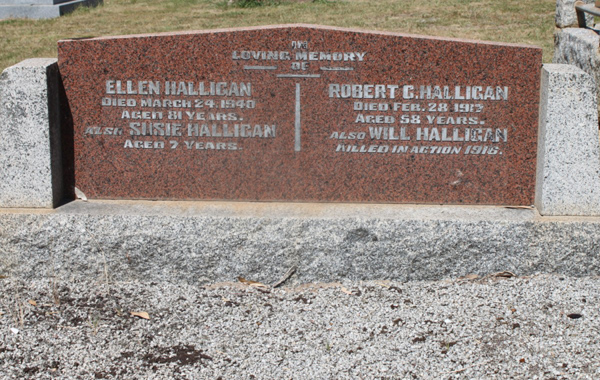 IN
LOVING MEMORY
OF
ELLEN HALLIGAN
DIED MARCH 24 1940
AGED 81 YEARS.
ALSO SUSIE HALLIGAN
AGED 7 YEARS.
ROBERT G. HALLIGAN
DIED FEB. 28 1913
AGED 58 YEARS.
ALSO WILL HALLIGAN
KILLED IN ACTION 1916.